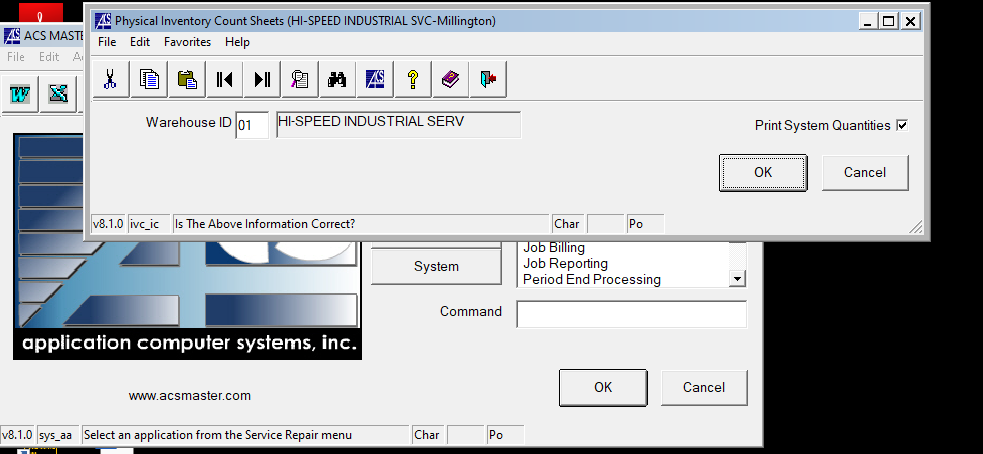 Physical Inventory Count Sheets (HI-SPEED INDUSTRIAL SVC-Millington)
File Edit Favorites Help
Warehouse ID 01 HI-SPEED INDUSTRIAL SERV
Print System Quantities
OK Cancel
v8.1.0 ivc_ic Is The Above Information Correct? Char Po
ACS MASTE
File Edit A
Job Billing
Job Reporting
Period End Processing
System
Command
application computer systems, inc.
www.acsmaster.com
OK Cancel
v8.1.0 sys_aa Select an application from the Service Repair menu Char Po